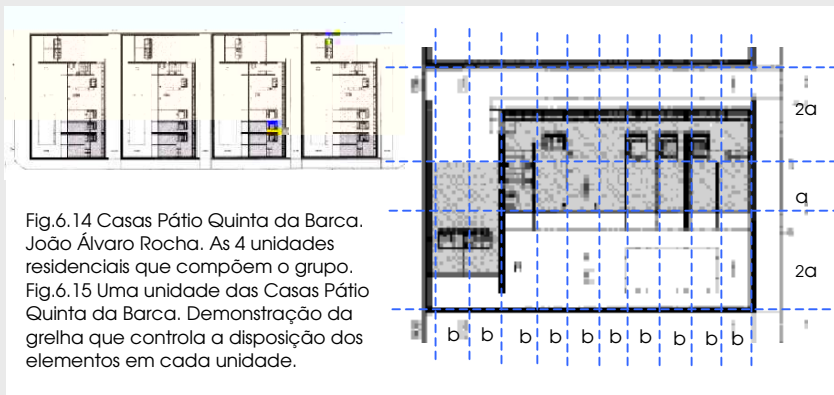 Fig.6.14 Casas Pátio Quinta da Barca.
João Álvaro Rocha. As 4 unidades
residenciais que compõem o grupo.
Fig.6.15 Uma unidade das Casas Pátio
Quinta da Barca. Demonstração da
grelha que controla a disposição dos
elementos em cada unidade.
2a
a
2a
b b b b b b b b b